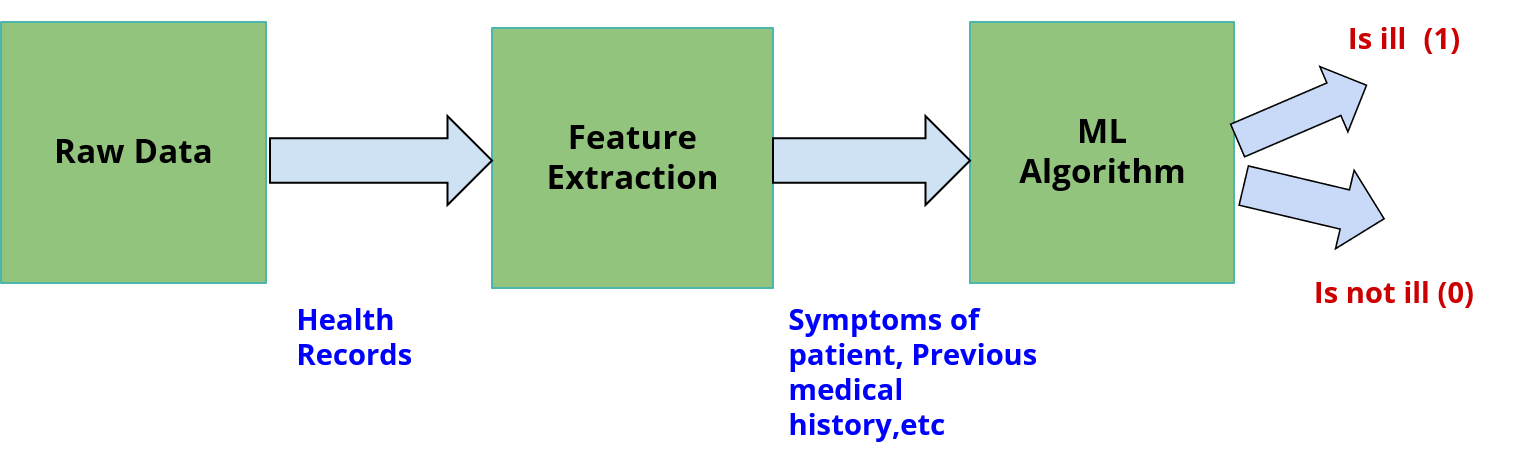 Raw Data
Feature
Extraction
ML
Algorithm
Is ill  (1)
Is not ill (0)
Health
Records
Symptoms of
patient, Previous
medical
history,etc